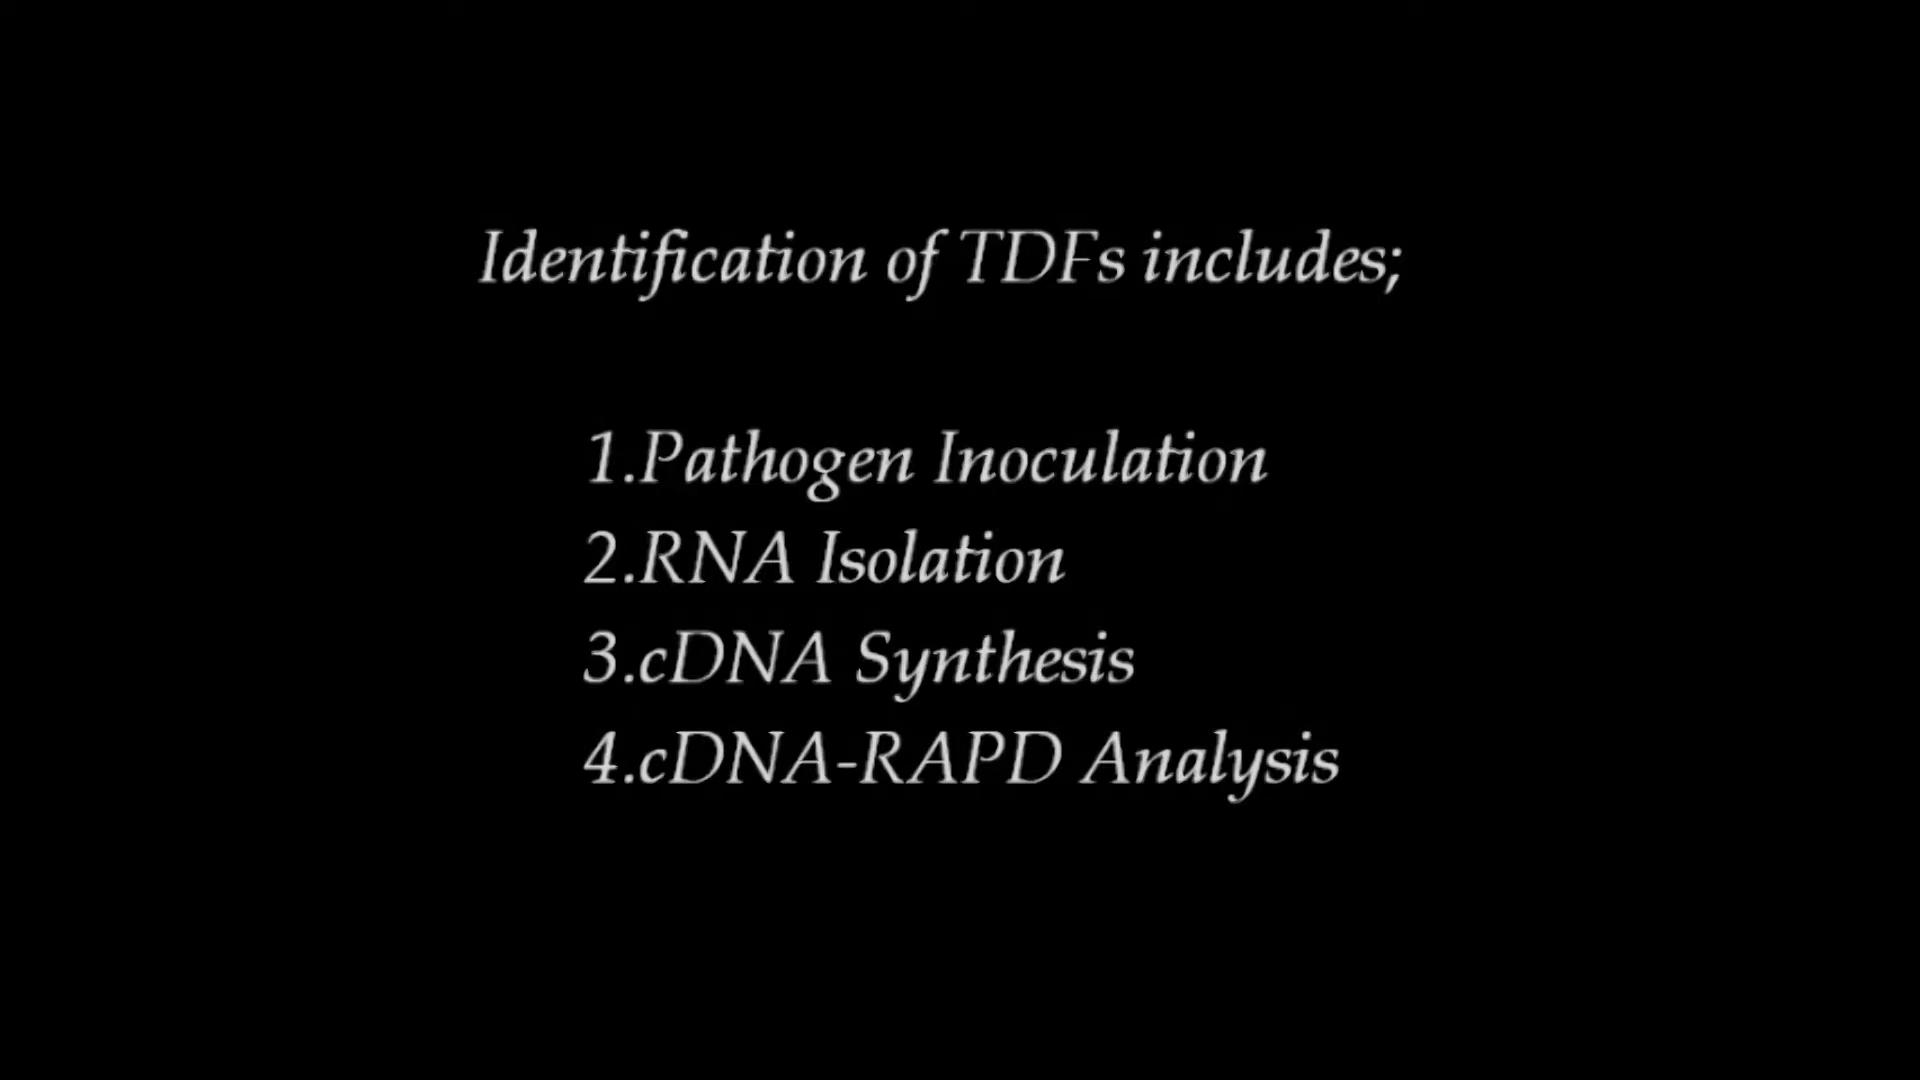 Identification of TDFs includes;
1.Pathogen Inoculation
2.RNA Isolation
3.cDNA Synthesis
4.cDNA-RAPD Analysis